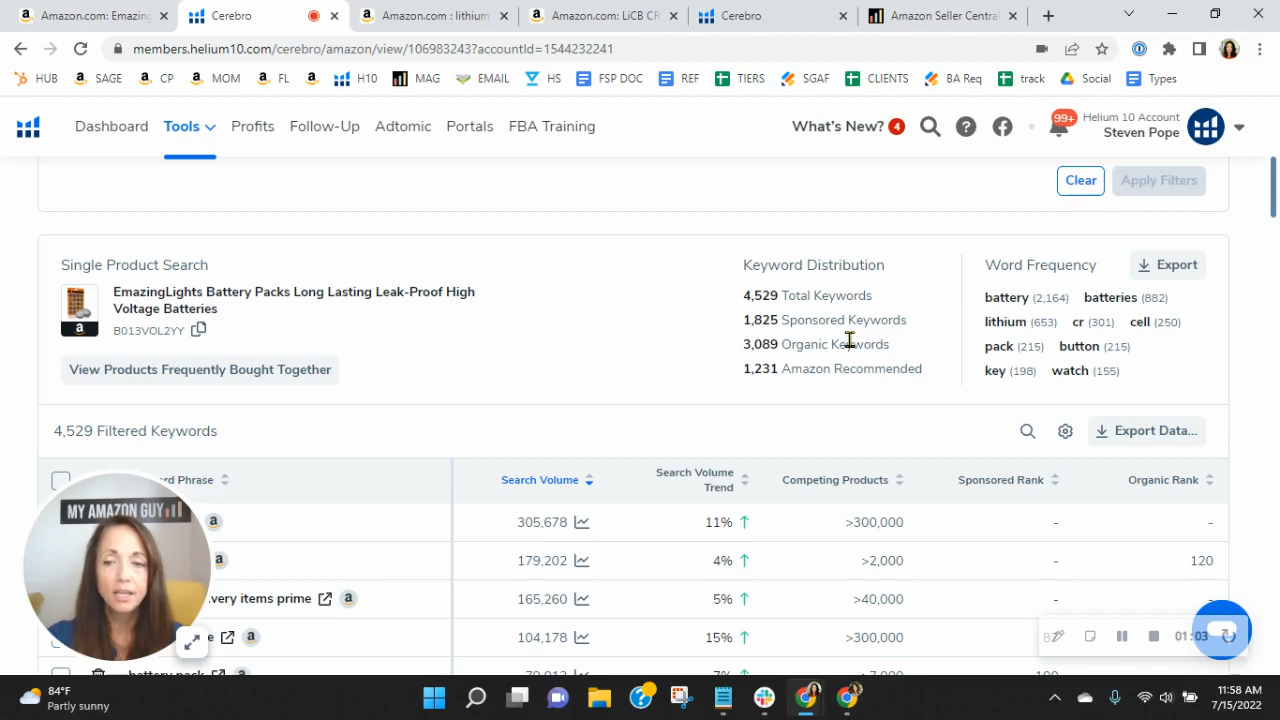 Amazon.com: Emazing
Cerebro
Amazon.com : lithium
Amazon.com: LiCB CR
Cerebro
Amazon Seller Centra
members.helium10.com/cerebro/amazon/view/106983243?accountId=1544232241
HUB SAGE CP MOM FL H10 MAG EMAIL HS FSP DOC REF TIERS SGAF CLIENTS BA Req track Social Types
Dashboard Tools Profits Follow-Up Adtomic Portals FBA Training What's New? 4 99+ Helium 10 Account
Steven Pope
Clear Apply Filters
Single Product Search
EmazingLights Battery Packs Long Lasting Leak-Proof High
Voltage Batteries
B013VOL2YY
View Products Frequently Bought Together
Keyword Distribution
4,529 Total Keywords
1,825 Sponsored Keywords
3,089 Organic Keywords
1,231 Amazon Recommended
Word Frequency Export
battery (2,164) batteries (882)
lithium (653) cr (301) cell (250)
pack (215) button (215)
key (198) watch (155)
4,529 Filtered Keywords Export Data...
rd Phrase Search Volume Search Volume Trend Competing Products Sponsored Rank Organic Rank
305,678 11% >300,000 - -
179,202 4% >2,000 - 120
very items prime 165,260 5% >40,000 - -
e 104,178 15% >300,000 8
battery pack
MY AMAZON GUY
01:03
84°F
Partly sunny
11:58 AM
7/15/2022